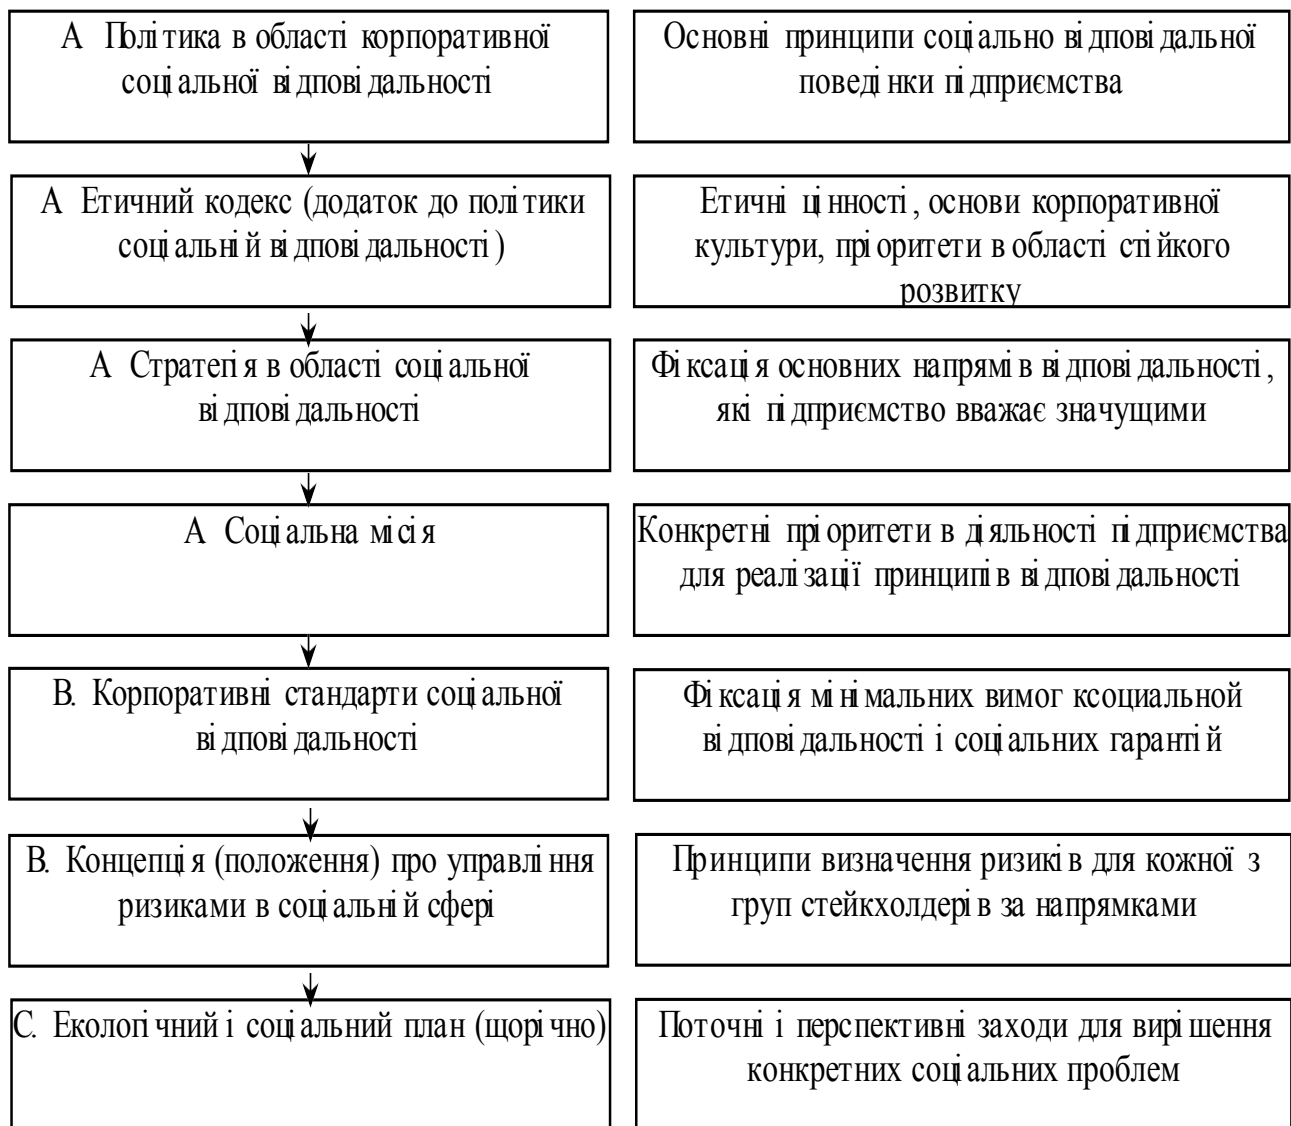 А Політика в області корпоративної
соціальної відповідальності
Основні принципи соціально відповідальної
поведінки підприємства
А Етичний кодекс (додаток до політики
соціальній відповідальності)
Етичні цінності, основи корпоративної
культури, пріоритети в області стійкого
розвитку
А Стратегія в області соціальної
відповідальності
Фіксація основних напрямів відповідальності,
які підприємство вважає значущими
А Соціальна місія
Конкретні пріоритети в діяльності підприємства
для реалізації принципів відповідальності
В. Корпоративні стандарти соціальної
відповідальності
Фіксація мінімальних вимог ксоциальной
відповідальності і соціальних гарантій
В. Концепція (положення) про управління
ризиками в соціальній сфері
Принципи визначення ризиків для кожної з
груп стейкхолдерів за напрямками
С. Екологічний і соціальний план (щорічно)
Поточні і перспективні заходи для вирішення
конкретних соціальних проблем